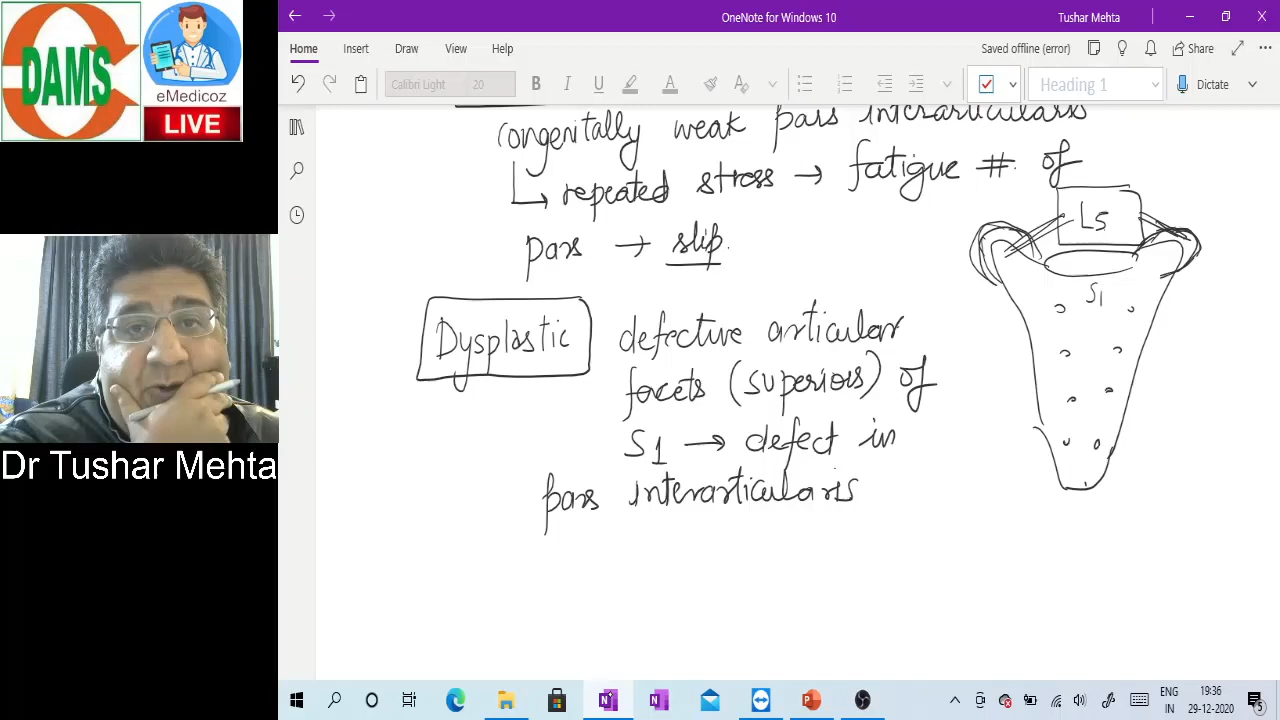 DAMS
eMedicoz
LIVE
Dr Tushar Mehta
OneNote for Windows 10
Tushar Mehta
Home Insert Draw View Help
Saved offline (error)
Share
Calibri Light 20
B I U A
Heading 1
Dictate
congenitally weak pars interarticularis
↳ repeated stress → fatigue # of
pars → slip.
Dysplastic defective articular
facets (superior) of
S1 → defect in
pars interarticularis
L5
S1
ENG
IN
19:36
29-12-2020